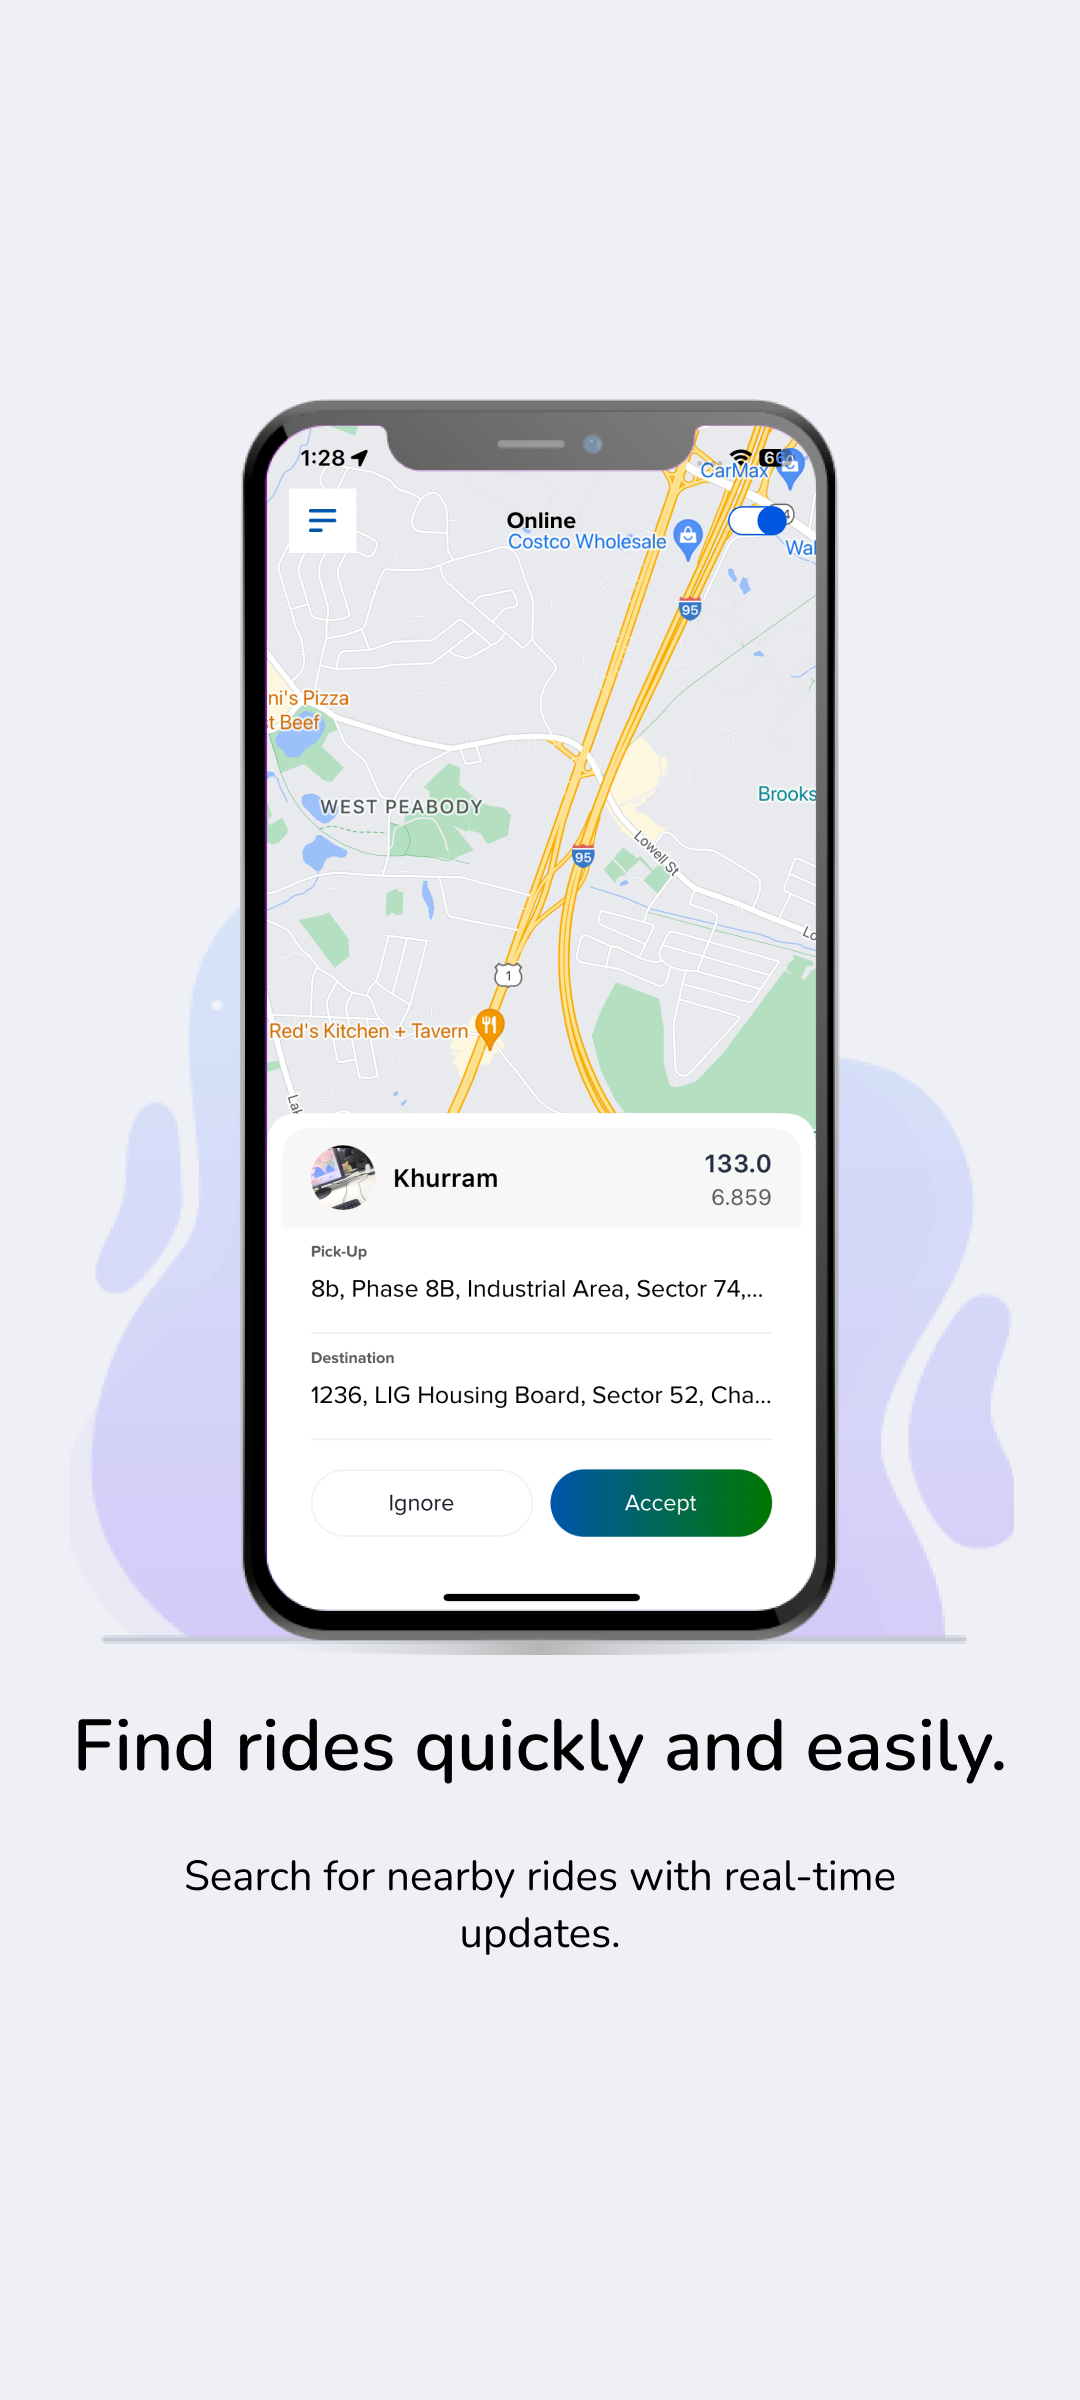 1:28
CarMax
Online
Costco Wholesale
Wal
95
ni's Pizza
t Beef
WEST PEABODY
Brooks
Lowell St
95
Lo
1
Red's Kitchen + Tavern
Lak
Khurram
133.0
6.859
Pick-Up
8b, Phase 8B, Industrial Area, Sector 74,...
Destination
1236, LIG Housing Board, Sector 52, Cha...
Ignore
Accept
Find rides quickly and easily.
Search for nearby rides with real-time
updates.